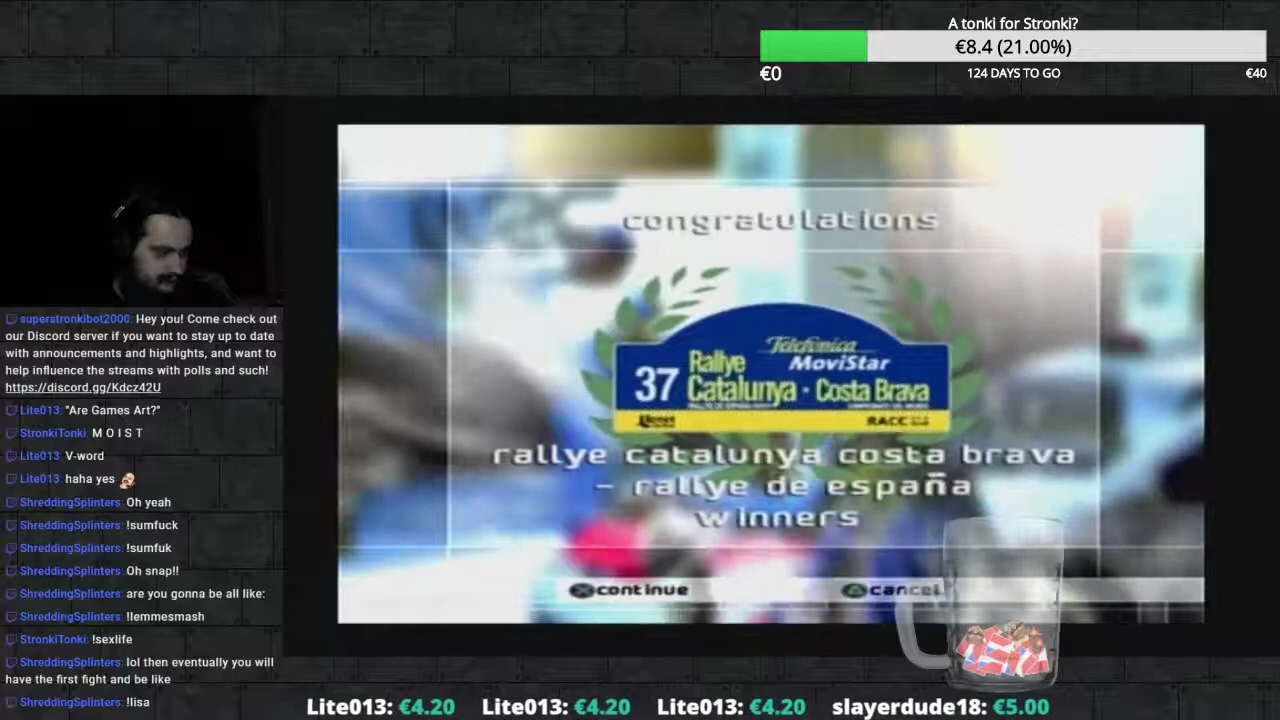 A tonki for Stronki?
€8.4 (21.00%)
€0
124 DAYS TO GO
€40
congratulations
Telefónica
MoviStar
37
Rallye
Catalunya · Costa Brava
RACC
rallye catalunya costa brava
- rallye de españa
winners
continue
cancel
superstronkibot2000: Hey you! Come check out
our Discord server if you want to stay up to date
with announcements and highlights, and want to
help influence the streams with polls and such!
https://discord.gg/Kdcz42U
Lite013: "Are Games Art?"
StronkiTonki: M O I S T
Lite013: V-word
Lite013: haha yes
ShreddingSplinters: Oh yeah
ShreddingSplinters: !sumfuck
ShreddingSplinters: !sumfuk
ShreddingSplinters: Oh snap!!
ShreddingSplinters: are you gonna be all like:
ShreddingSplinters: !lemmesmash
StronkiTonki: !sexlife
ShreddingSplinters: lol then eventually you will
have the first fight and be like
ShreddingSplinters: !lisa
Lite013: €4.20 Lite013: €4.20 Lite013: €4.20 slayerdude18: €5.00